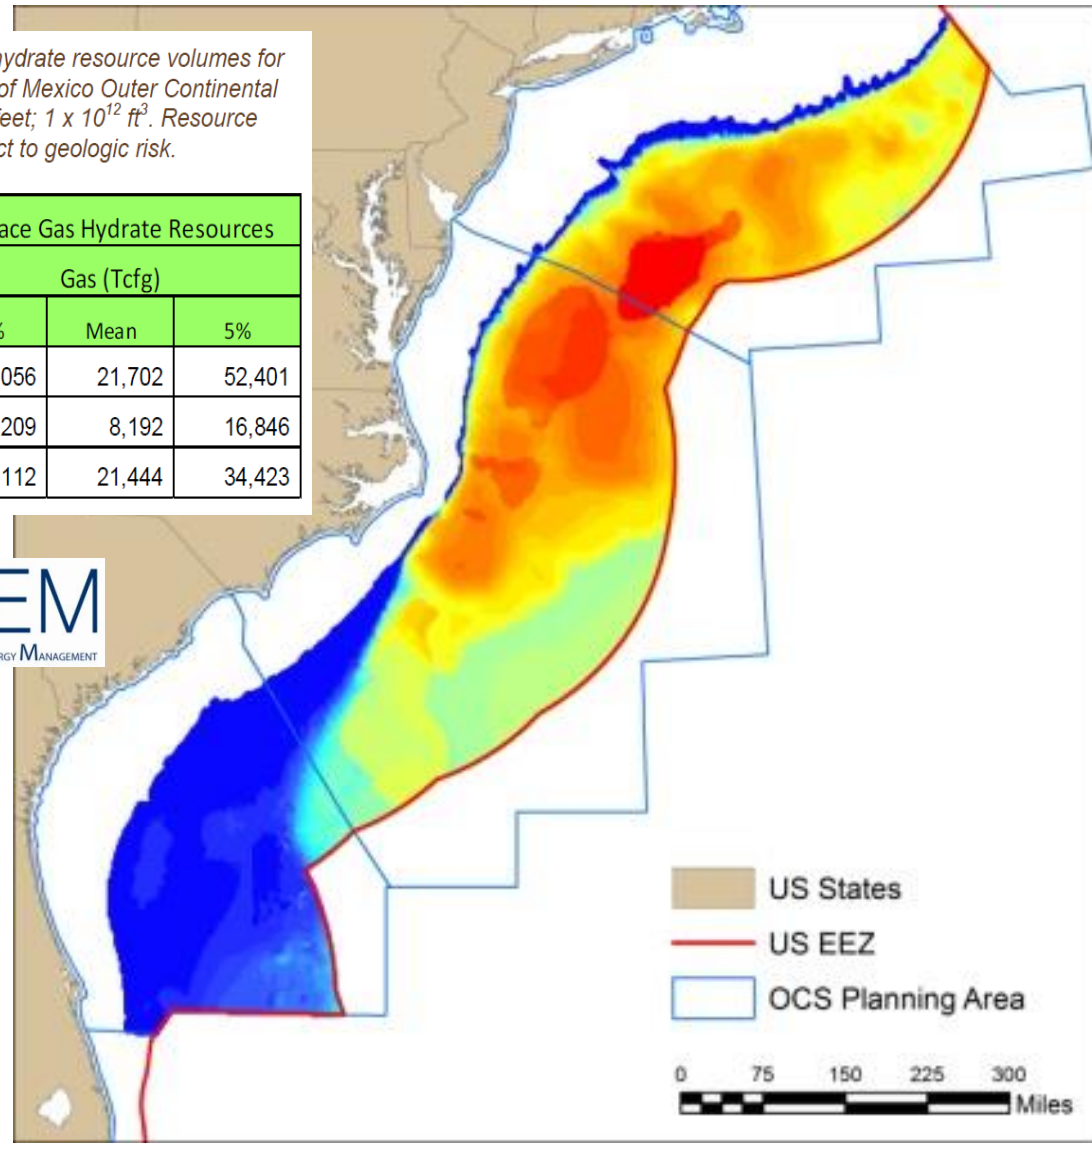 hydrate resource volumes for
of Mexico Outer Continental
feet; 1 x 10¹² ft³. Resource
ct to geologic risk.
ace Gas Hydrate Resources
Gas (Tcfg)
% Mean 5%
056 21,702 52,401
209 8,192 16,846
112 21,444 34,423
EM
RGY MANAGEMENT
US States
US EEZ
OCS Planning Area
0 75 150 225 300
Miles